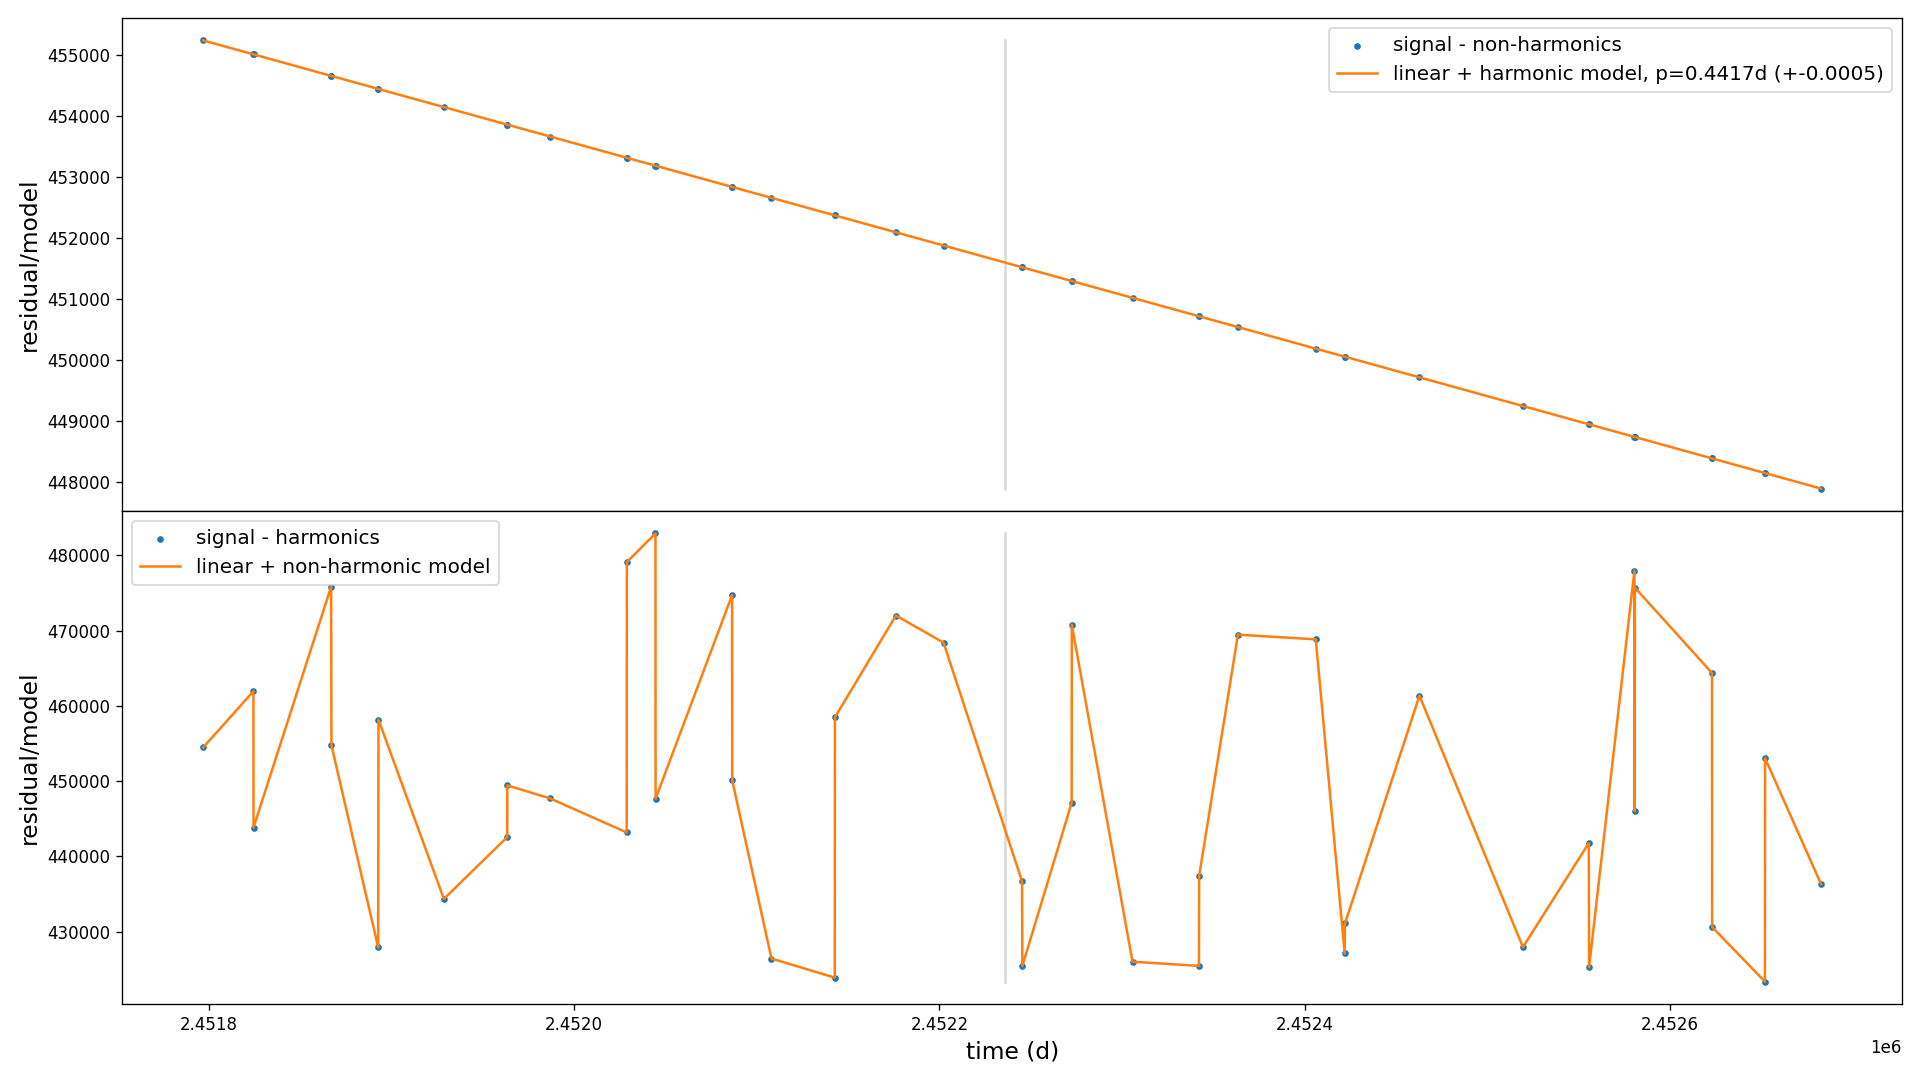 455000
454000
453000
452000
451000
450000
449000
448000
residual/model
signal - non-harmonics
linear + harmonic model, p=0.4417d (+-0.0005)
480000
470000
460000
450000
440000
430000
residual/model
signal - harmonics
linear + non-harmonic model
2.4518 2.4520 2.4522 2.4524 2.4526
1e6
time (d)